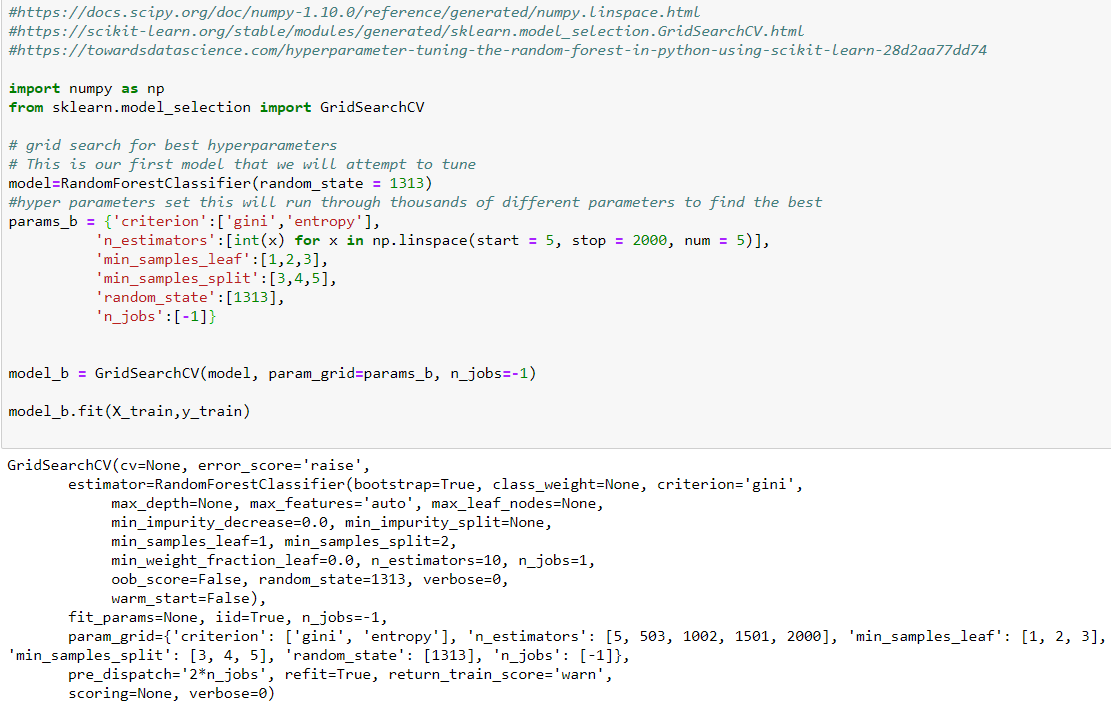 #https://docs.scipy.org/doc/numpy-1.10.0/reference/generated/numpy.linspace.html
#https://scikit-learn.org/stable/modules/generated/sklearn.model_selection.GridSearchCV.html
#https://towardsdatascience.com/hyperparameter-tuning-the-random-forest-in-python-using-scikit-learn-28d2aa77dd74
import numpy as np
from sklearn.model_selection import GridSearchCV
# grid search for best hyperparameters
# This is our first model that we will attempt to tune
model=RandomForestClassifier(random_state = 1313)
#hyper parameters set this will run through thousands of different parameters to find the best
params_b = {'criterion':['gini','entropy'],
'n_estimators':[int(x) for x in np.linspace(start = 5, stop = 2000, num = 5)],
'min_samples_leaf':[1,2,3],
'min_samples_split':[3,4,5],
'random_state':[1313],
'n_jobs':[-1]}
model_b = GridSearchCV(model, param_grid=params_b, n_jobs=-1)
model_b.fit(X_train,y_train)
GridSearchCV(cv=None, error_score='raise',
estimator=RandomForestClassifier(bootstrap=True, class_weight=None, criterion='gini',
max_depth=None, max_features='auto', max_leaf_nodes=None,
min_impurity_decrease=0.0, min_impurity_split=None,
min_samples_leaf=1, min_samples_split=2,
min_weight_fraction_leaf=0.0, n_estimators=10, n_jobs=1,
oob_score=False, random_state=1313, verbose=0,
warm_start=False),
fit_params=None, iid=True, n_jobs=-1,
param_grid={'criterion': ['gini', 'entropy'], 'n_estimators': [5, 503, 1002, 1501, 2000], 'min_samples_leaf': [1, 2, 3],
'min_samples_split': [3, 4, 5], 'random_state': [1313], 'n_jobs': [-1]},
pre_dispatch='2*n_jobs', refit=True, return_train_score='warn',
scoring=None, verbose=0)